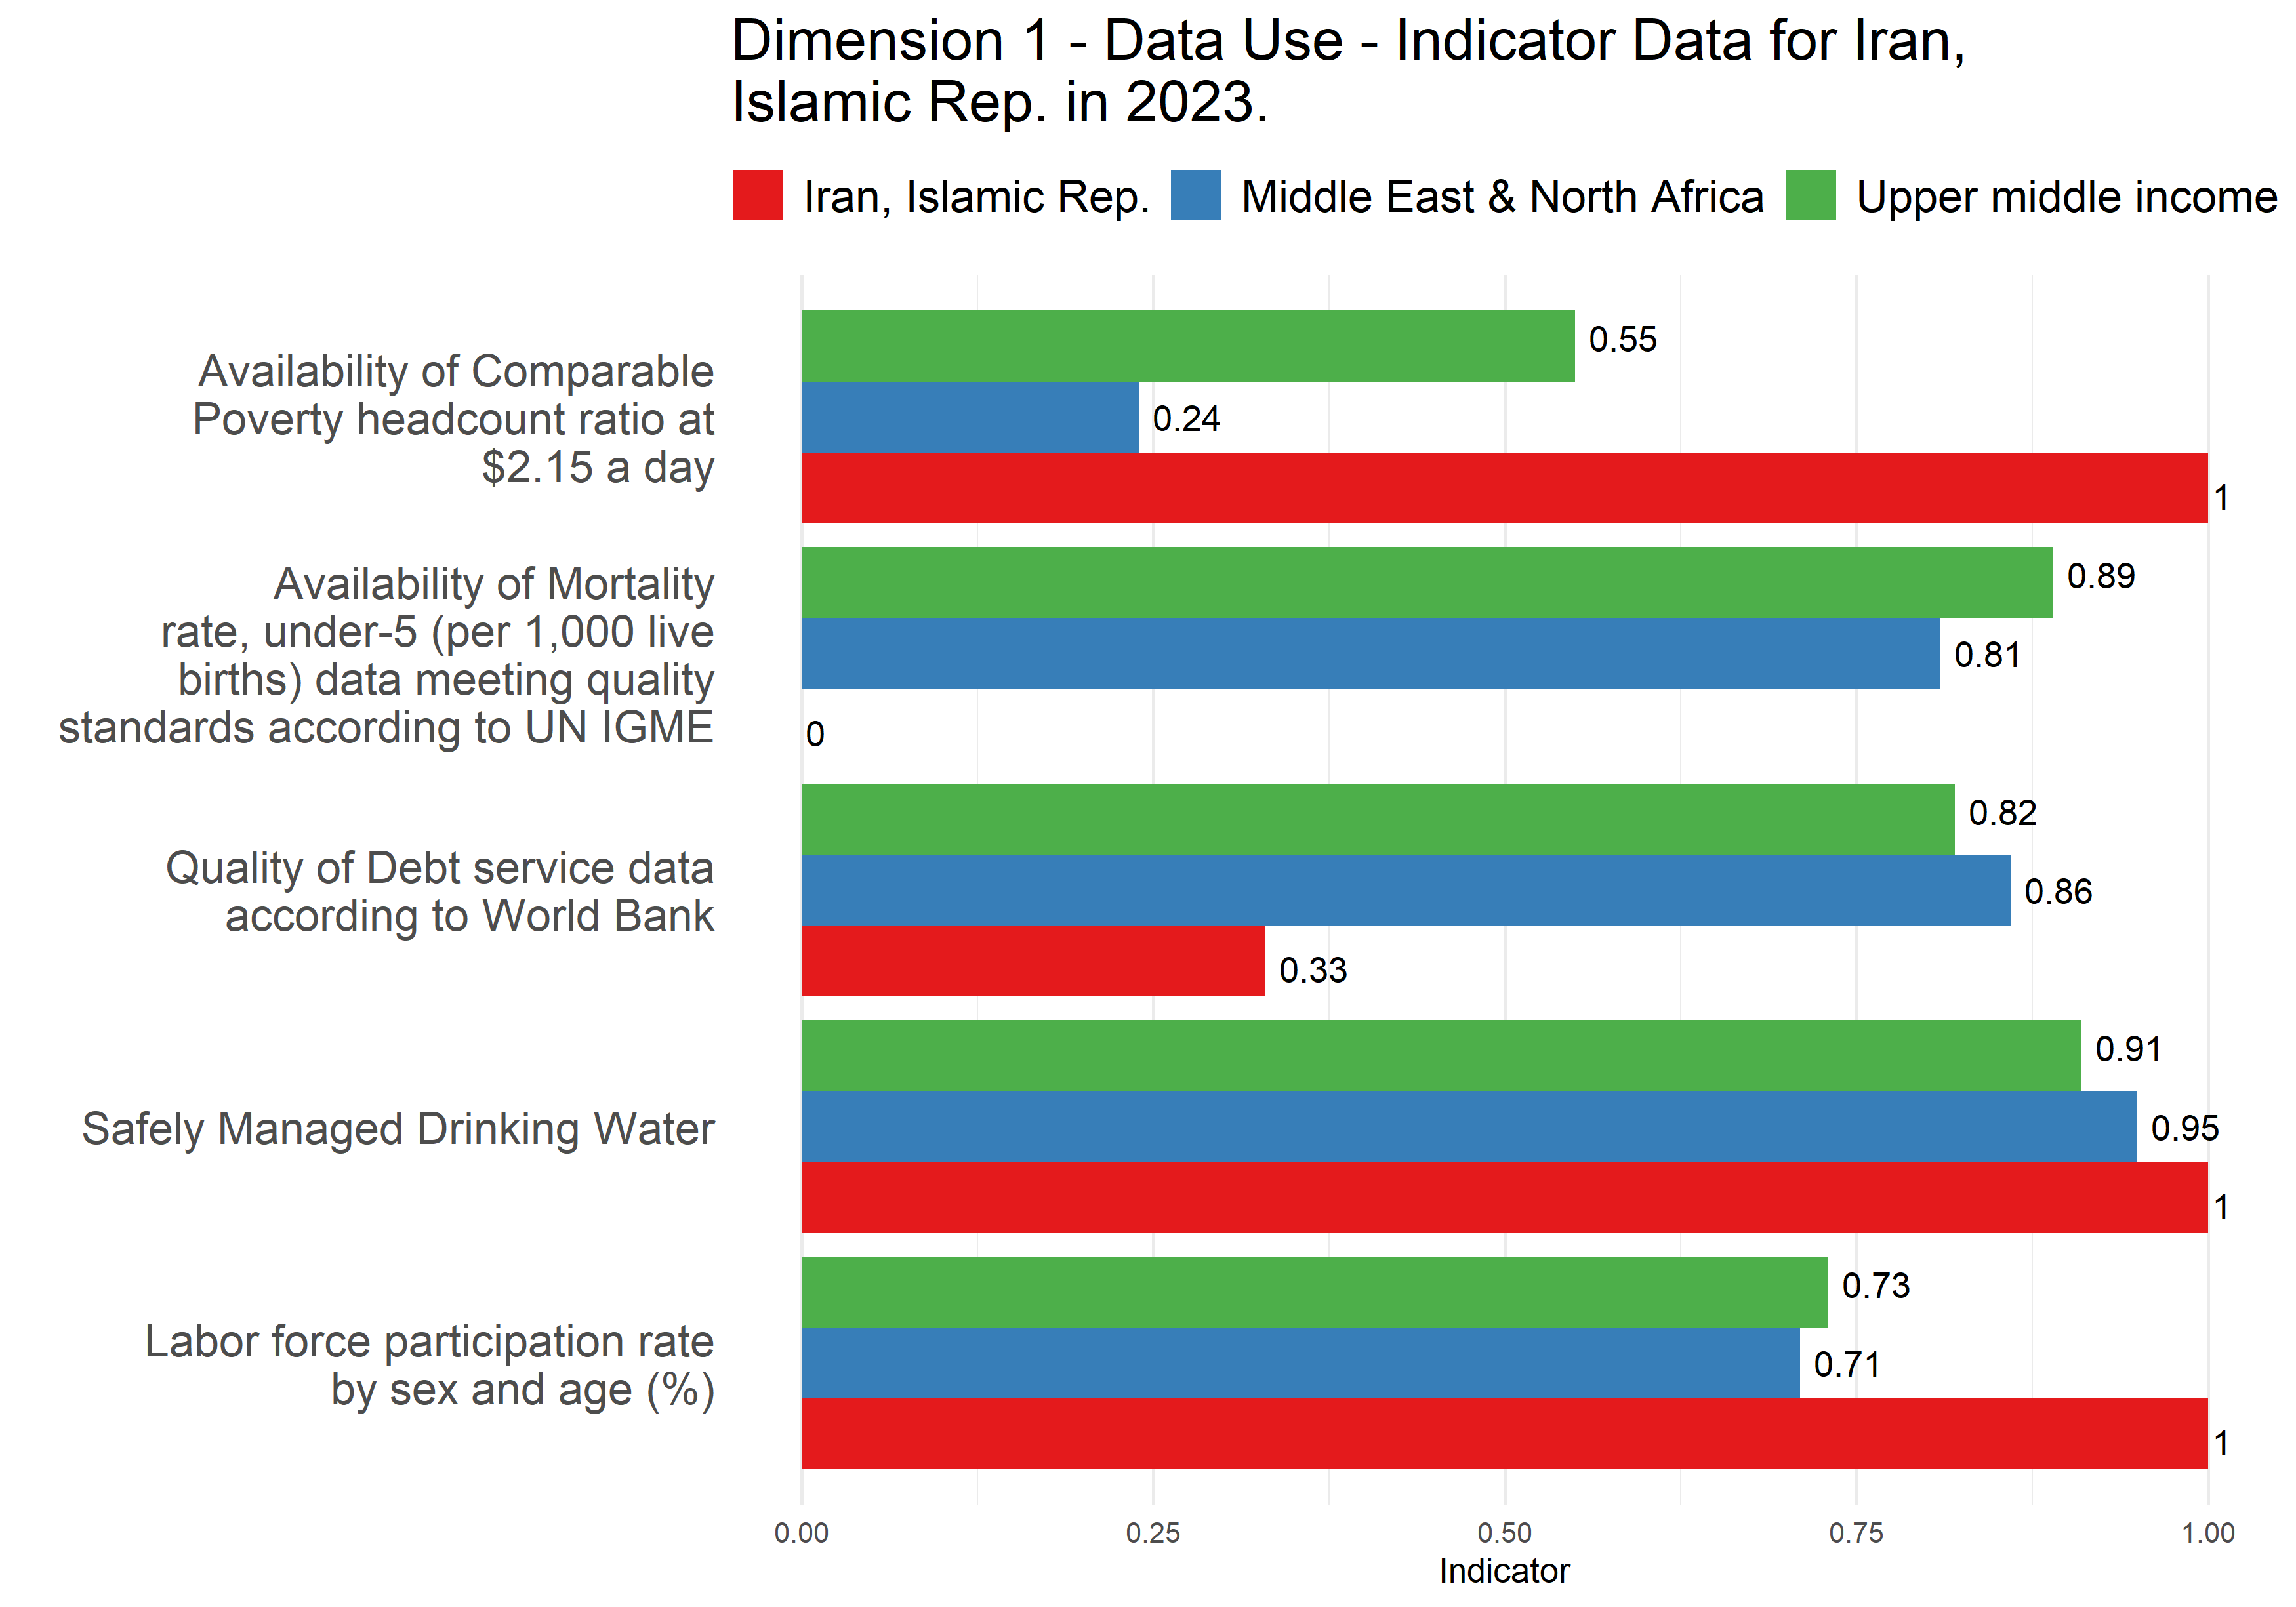 Dimension 1 - Data Use - Indicator Data for Iran,
Islamic Rep. in 2023.
Iran, Islamic Rep. Middle East & North Africa Upper middle income
Availability of Comparable
Poverty headcount ratio at
$2.15 a day
0.55
0.24
1
Availability of Mortality
rate, under-5 (per 1,000 live
births) data meeting quality
standards according to UN IGME
0.89
0.81
0
Quality of Debt service data
according to World Bank
0.82
0.86
0.33
Safely Managed Drinking Water
0.91
0.95
1
Labor force participation rate
by sex and age (%)
0.73
0.71
1
0.00 0.25 0.50 0.75 1.00
Indicator